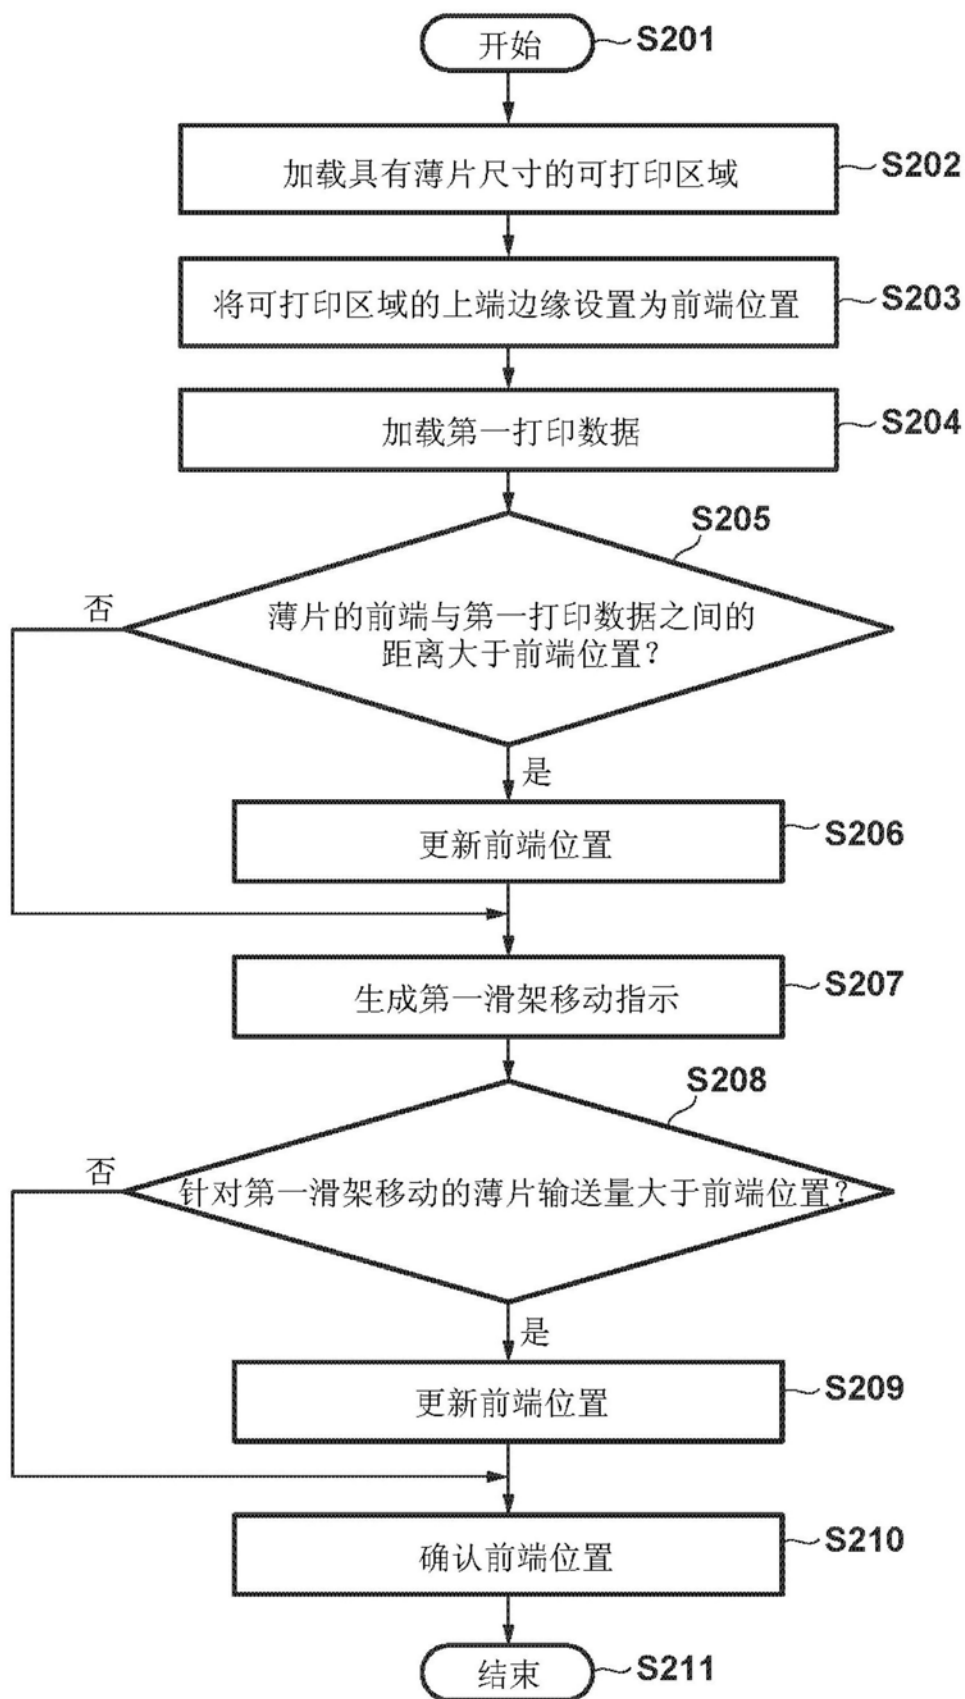 开始
S201
加载具有薄片尺寸的可打印区域
S202
将可打印区域的上端边缘设置为前端位置
S203
加载第一打印数据
S204
S205
薄片的前端与第一打印数据之间的
距离大于前端位置?
否
是
更新前端位置
S206
生成第一滑架移动指示
S207
S208
针对第一滑架移动的薄片输送量大于前端位置?
否
是
更新前端位置
S209
确认前端位置
S210
结束
S211